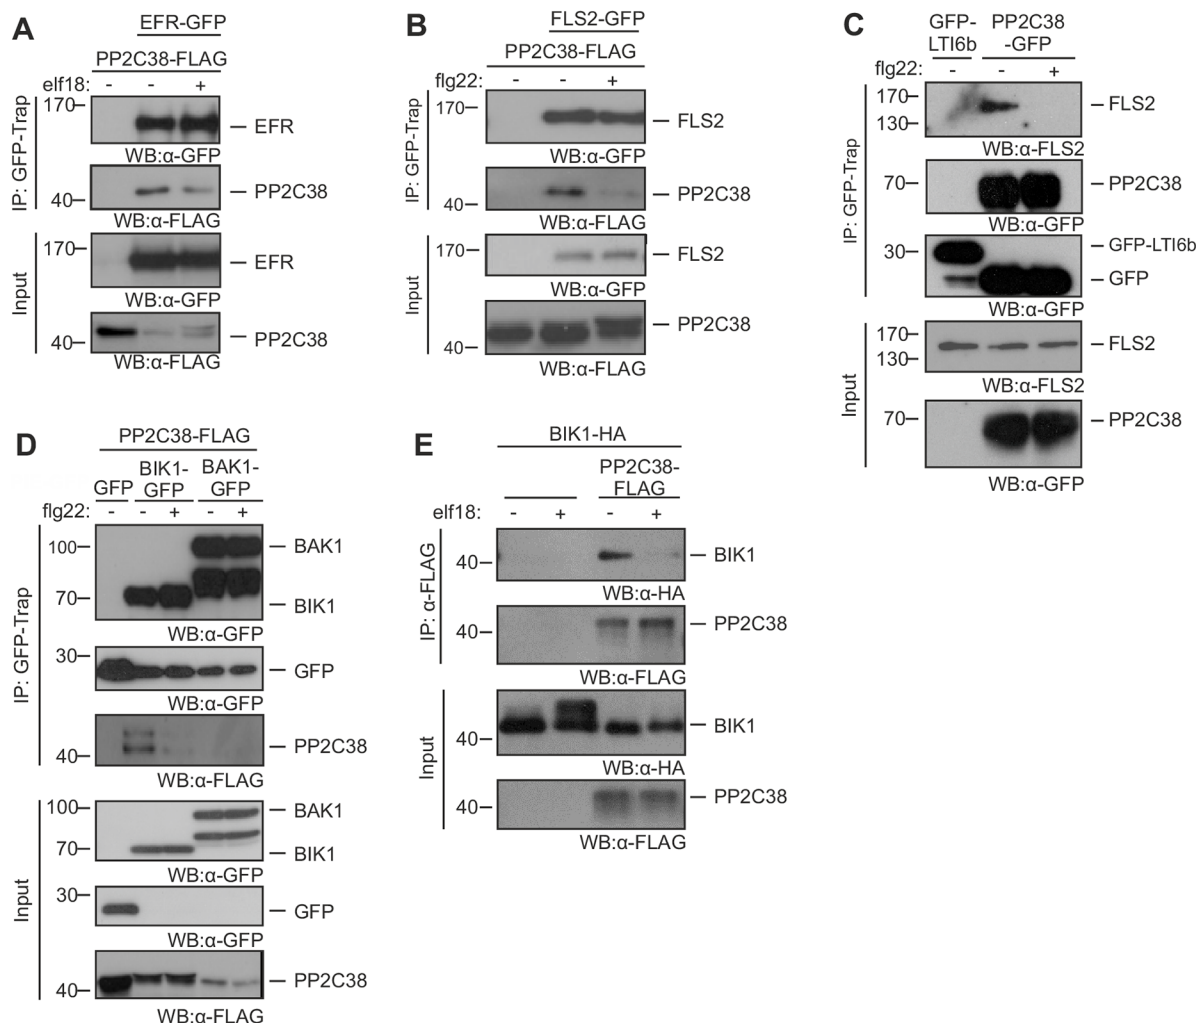 A
EFR-GFP
PP2C38-FLAG
elf18: - - +
IP: GFP-Trap
170
EFR
WB:α-GFP
40
PP2C38
WB:α-FLAG
Input
170
EFR
WB:α-GFP
40
PP2C38
WB:α-FLAG
B
FLS2-GFP
PP2C38-FLAG
flg22: - - +
IP: GFP-Trap
170
FLS2
WB:α-GFP
40
PP2C38
WB:α-FLAG
Input
170
FLS2
WB:α-GFP
40
PP2C38
WB:α-FLAG
C
GFP-
LTI6b
PP2C38
-GFP
flg22: - - +
IP: GFP-Trap
170
130
FLS2
WB:α-FLS2
70
PP2C38
WB:α-GFP
30
GFP-LTI6b
GFP
WB:α-GFP
Input
170
130
FLS2
WB:α-FLS2
70
PP2C38
WB:α-GFP
D
PP2C38-FLAG
GFP
BIK1-
GFP
BAK1-
GFP
flg22: - - + - +
IP: GFP-Trap
100
BAK1
70
BIK1
WB:α-GFP
30
GFP
WB:α-GFP
40
PP2C38
WB:α-FLAG
Input
100
BAK1
70
BIK1
WB:α-GFP
30
GFP
WB:α-GFP
40
PP2C38
WB:α-FLAG
E
BIK1-HA
PP2C38-
FLAG
elf18: - + - +
IP: α-FLAG
40
BIK1
WB:α-HA
40
PP2C38
WB:α-FLAG
Input
40
BIK1
WB:α-HA
40
PP2C38
WB:α-FLAG